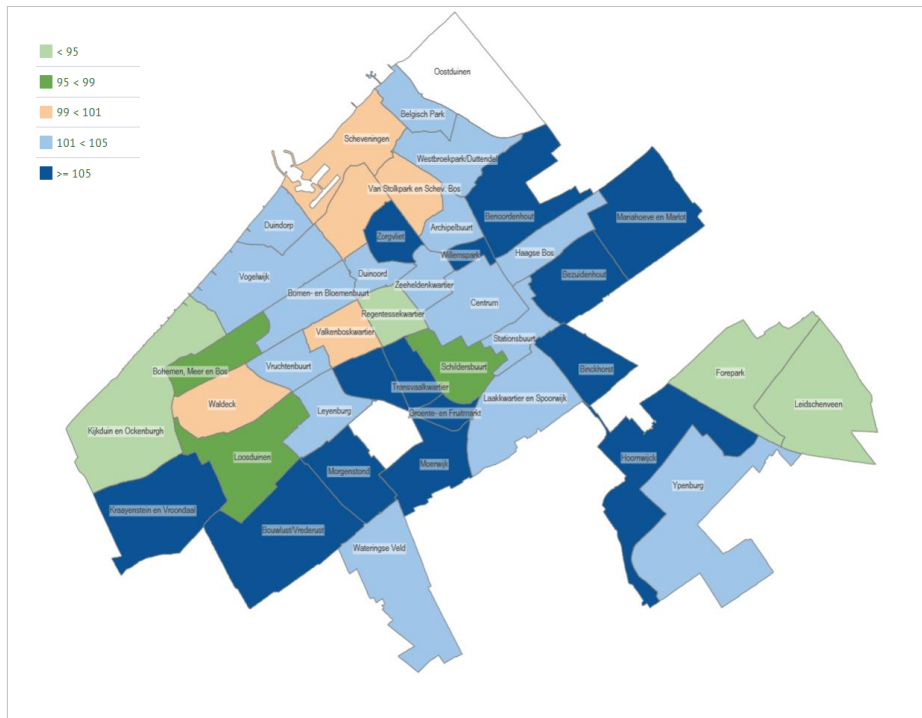 < 95
95 < 99
99 < 101
101 < 105
>= 105
Oostduinen
Belgisch Park
Scheveningen
Westbroekpark/Duttendel
Van Stolkpark en Schev. Bos
Benoordenhout
Mariahoeve en Marlot
Duindorp
Archipelbuurt
Zorgvliet
Willemspark
Haagse Bos
Vogelwijk
Duinoord
Bezuidenhout
Zeeheldenkwartier
Bomen- en Bloemenbuurt
Centrum
Regentessekwartier
Valkenboskwartier
Stationsbuurt
Bohemen, Meer en Bos
Vruchtenbuurt
Schildersbuurt
Binckhorst
Forepark
Transvaalkwartier
Laakkwartier en Spoorwijk
Waldeck
Leyenburg
Groente- en Fruitmarkt
Leidschenveen
Kijkduin en Ockenburgh
Loosduinen
Hoornwijck
Moerwijk
Morgenstond
Ypenburg
Kraayenstein en Vroondaal
Bouwlust/Vrederust
Wateringse Veld